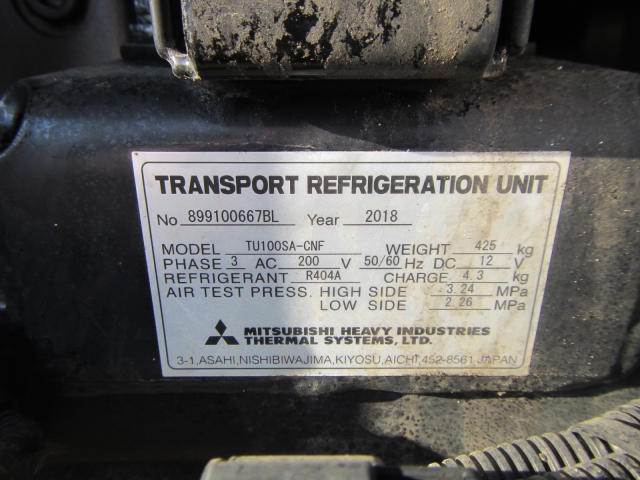 TRANSPORT REFRIGERATION UNIT
No. 899100667BL Year 2018
MODEL TU100SA-CNF WEIGHT 425 kg
PHASE 3 AC 200 V 50/60 Hz DC 12 V
REFRIGERANT R404A CHARGE 4.3 kg
AIR TEST PRESS. HIGH SIDE 3.24 MPa
LOW SIDE 2.26 MPa
MITSUBISHI HEAVY INDUSTRIES
THERMAL SYSTEMS, LTD.
3-1, ASAHI, NISHIBIWAJIMA, KIYOSU, AICHI, 452-8561 JAPAN